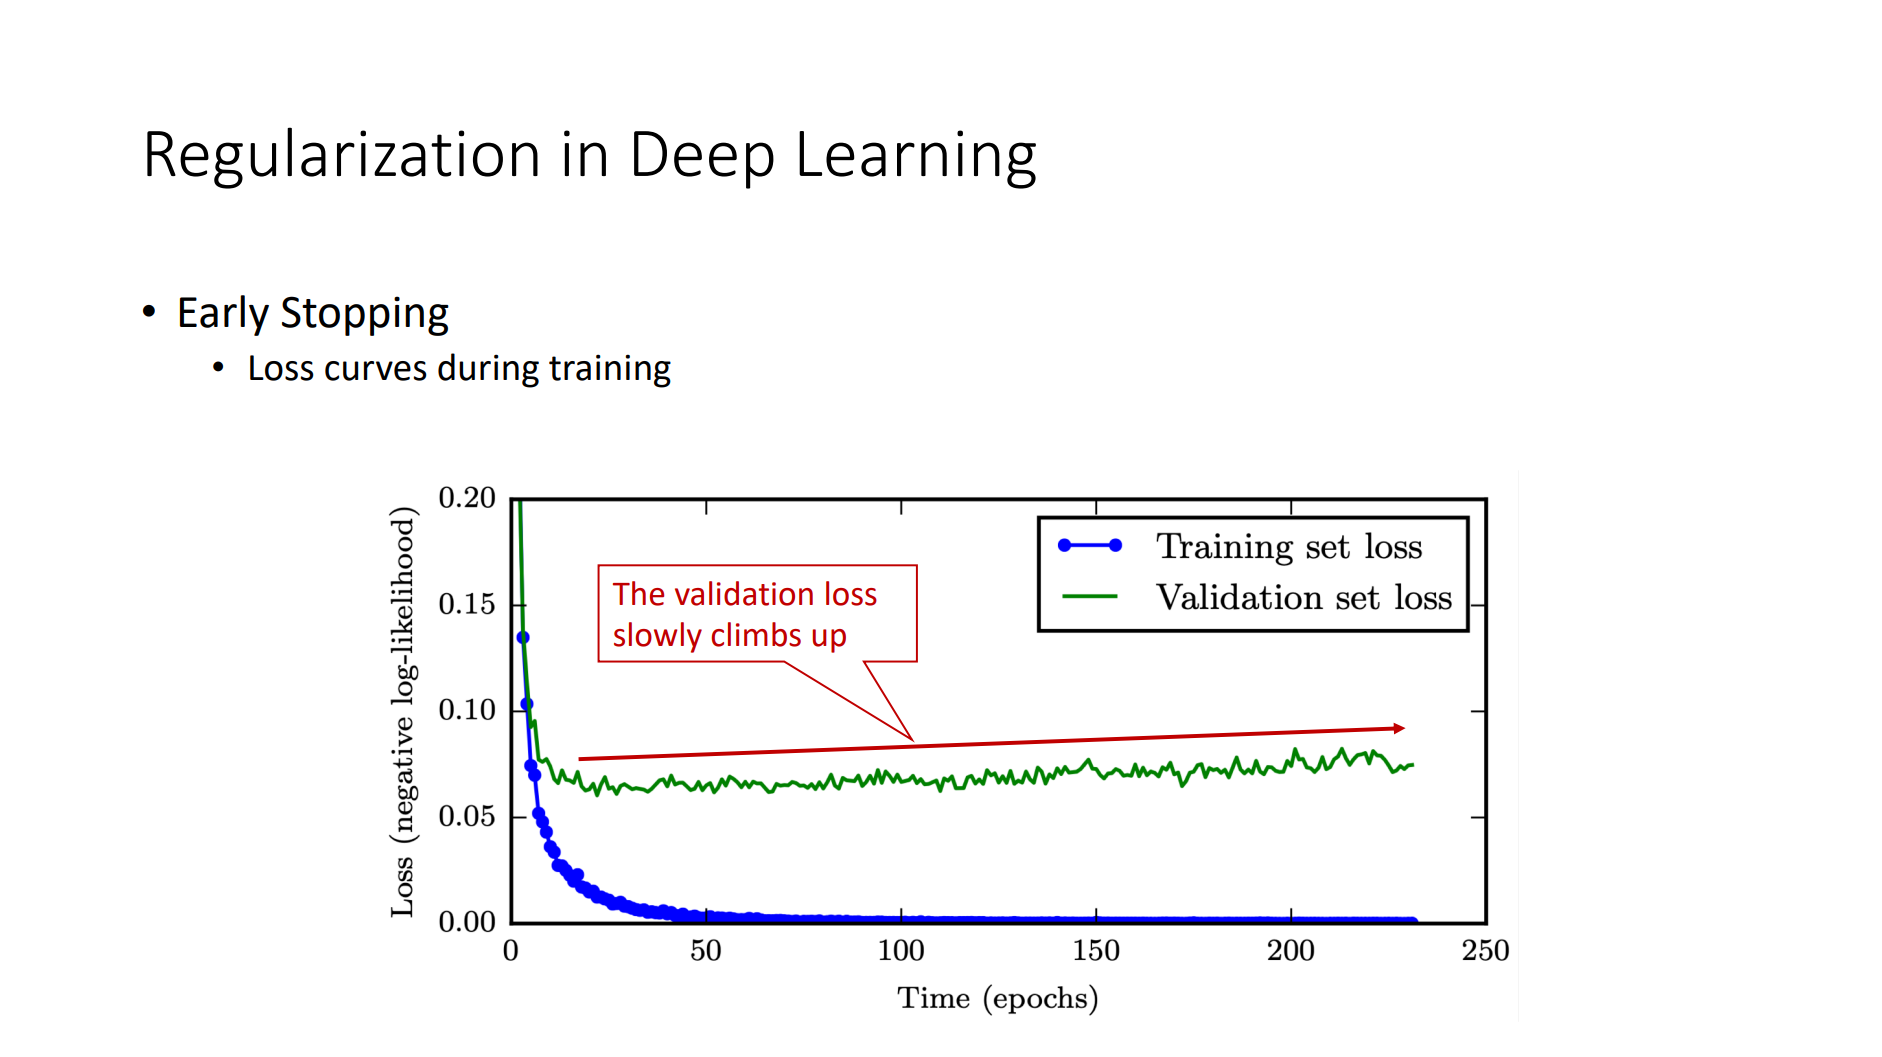 Regularization in Deep Learning
• Early Stopping
• Loss curves during training
Loss (negative log-likelihood)
0.20
0.15
0.10
0.05
0.00
The validation loss
slowly climbs up
Training set loss
Validation set loss
0 50 100 150 200 250
Time (epochs)